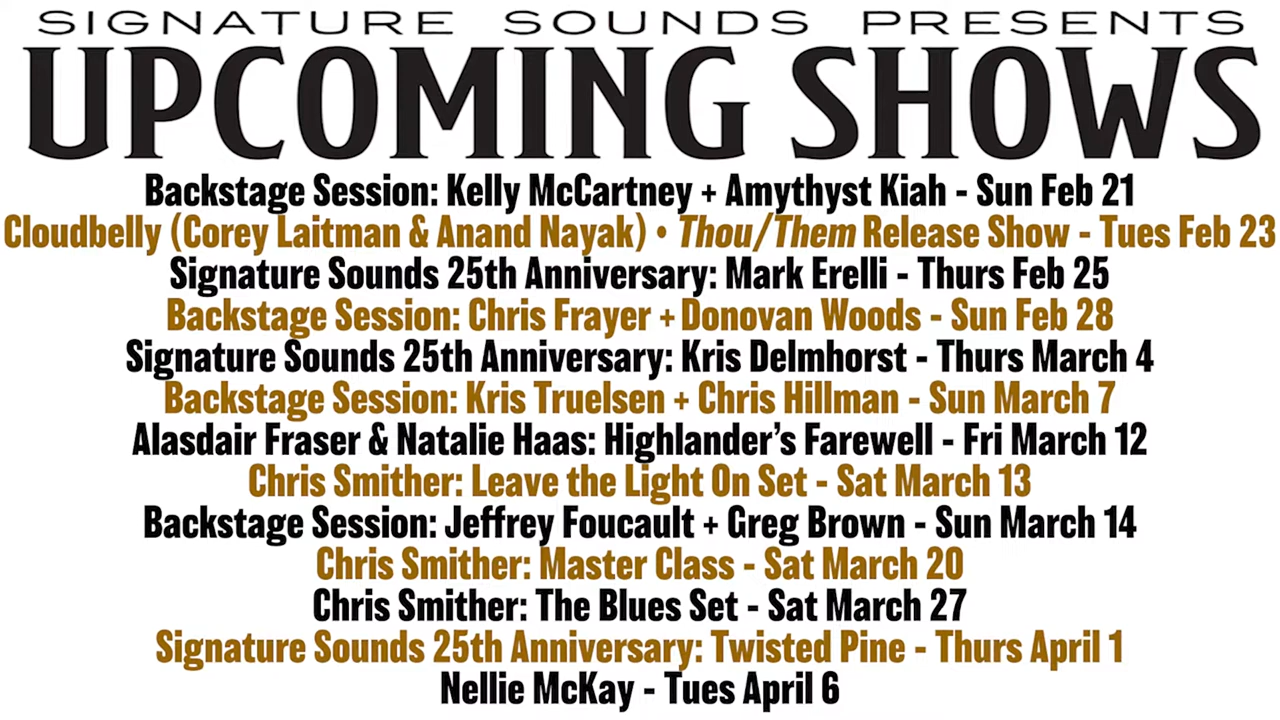 SIGNATURE SOUNDS PRESENTS
UPCOMING SHOWS
Backstage Session: Kelly McCartney + Amythyst Kiah - Sun Feb 21
Cloudbelly (Corey Laitman & Anand Nayak) • Thou/Them Release Show - Tues Feb 23
Signature Sounds 25th Anniversary: Mark Erelli - Thurs Feb 25
Backstage Session: Chris Frayer + Donovan Woods - Sun Feb 28
Signature Sounds 25th Anniversary: Kris Delmhorst - Thurs March 4
Backstage Session: Kris Truelsen + Chris Hillman - Sun March 7
Alasdair Fraser & Natalie Haas: Highlander’s Farewell - Fri March 12
Chris Smither: Leave the Light On Set - Sat March 13
Backstage Session: Jeffrey Foucault + Greg Brown - Sun March 14
Chris Smither: Master Class - Sat March 20
Chris Smither: The Blues Set - Sat March 27
Signature Sounds 25th Anniversary: Twisted Pine - Thurs April 1
Nellie McKay - Tues April 6